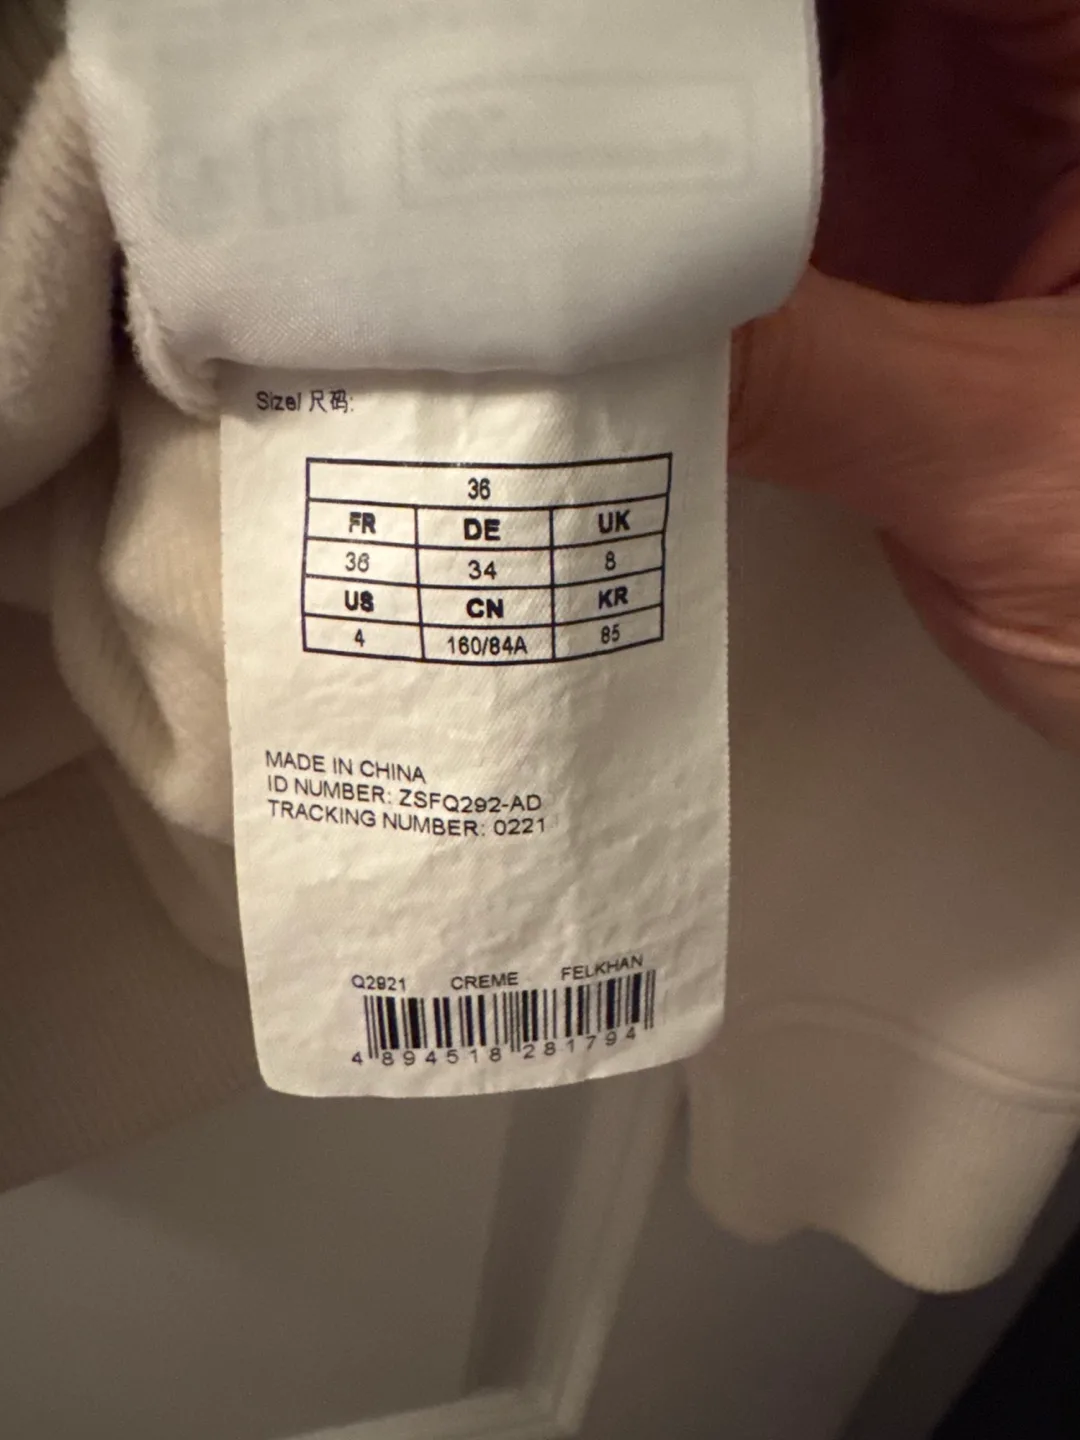 Size/ 尺码:
36
FR DE UK
36 34 8
US CN KR
4 160/84A 85
MADE IN CHINA
ID NUMBER: ZSFQ292-AD
TRACKING NUMBER: 0221
Q2921 CREME FELKHAN
4 894518 281794